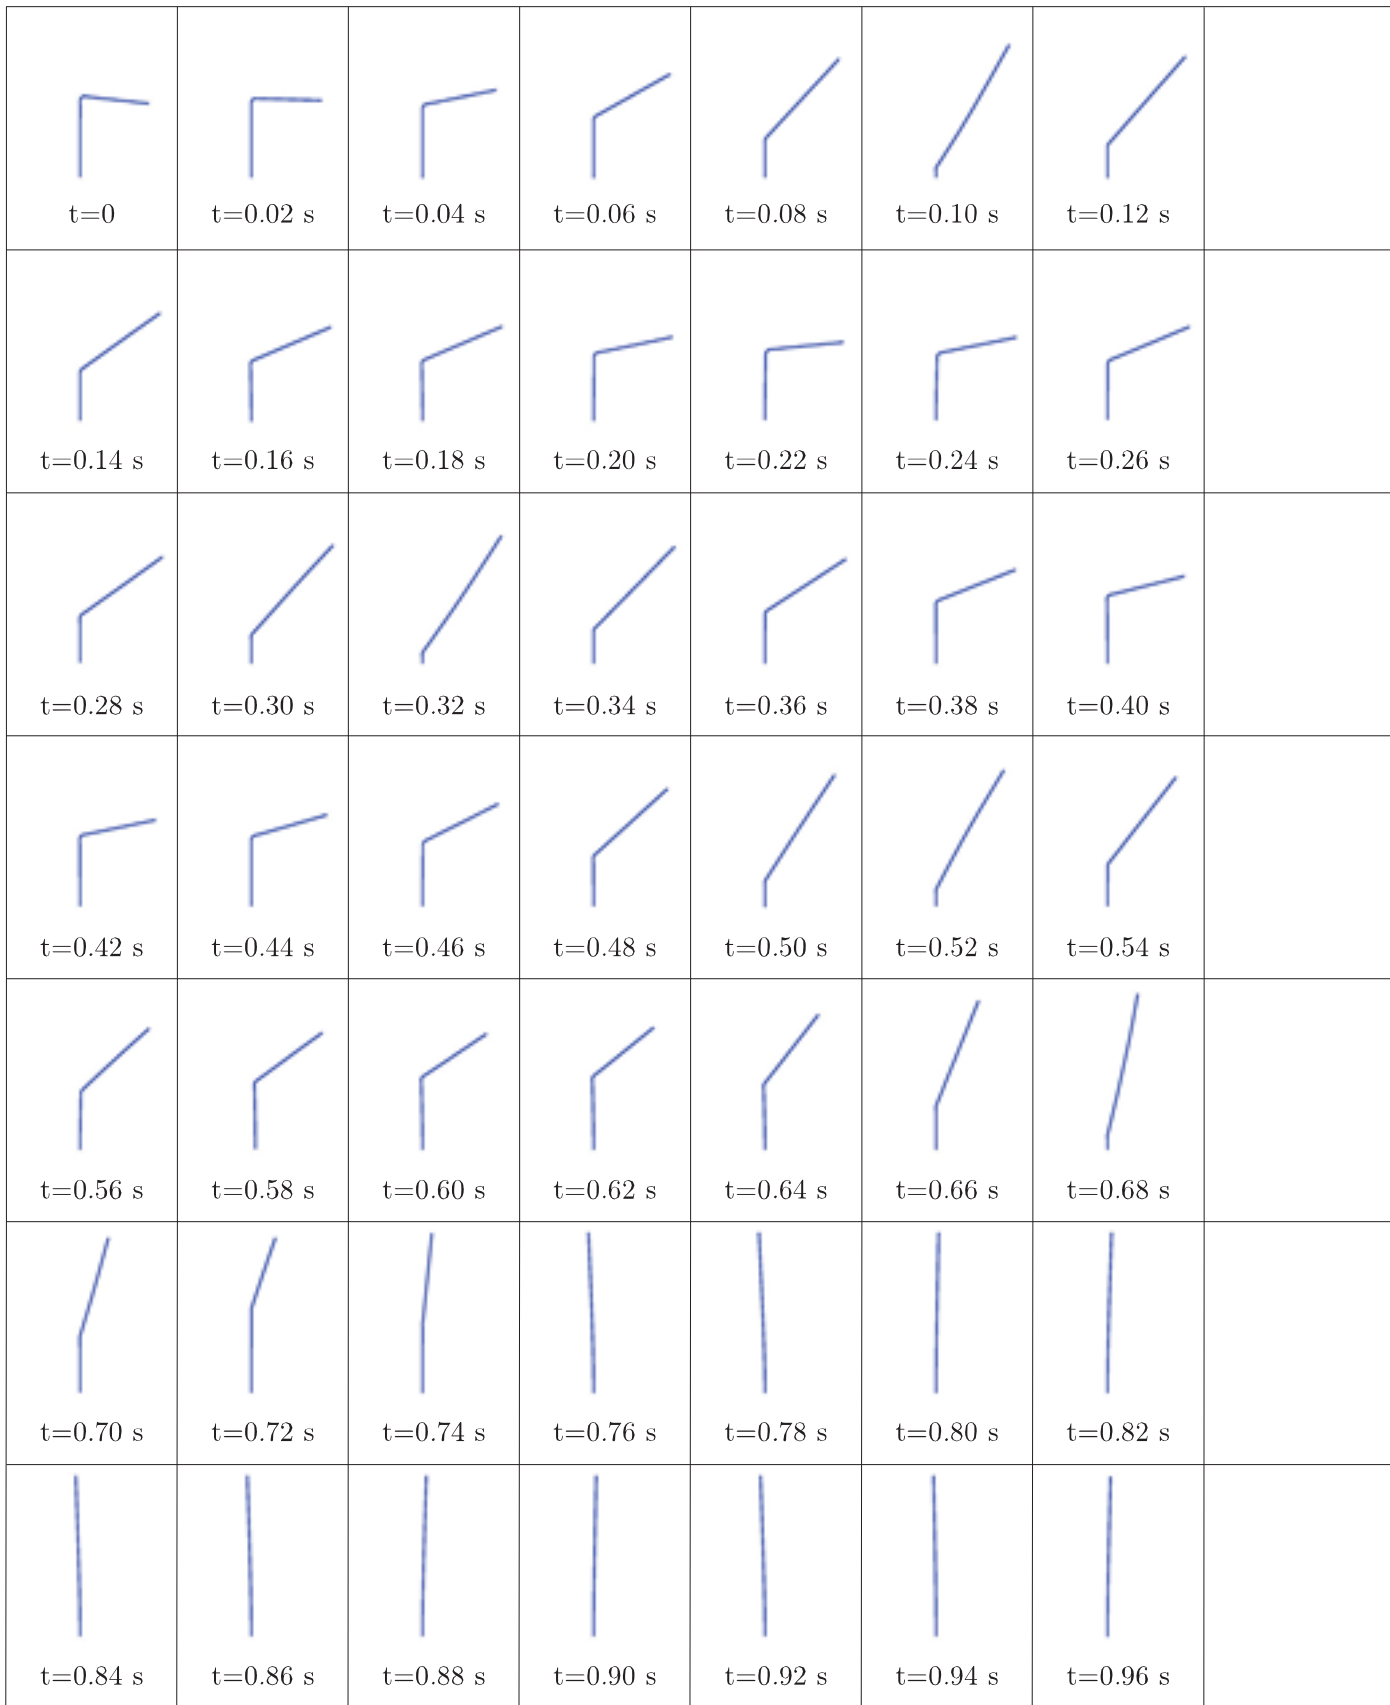 t=0 t=0.02 s t=0.04 s t=0.06 s t=0.08 s t=0.10 s t=0.12 s
t=0.14 s t=0.16 s t=0.18 s t=0.20 s t=0.22 s t=0.24 s t=0.26 s
t=0.28 s t=0.30 s t=0.32 s t=0.34 s t=0.36 s t=0.38 s t=0.40 s
t=0.42 s t=0.44 s t=0.46 s t=0.48 s t=0.50 s t=0.52 s t=0.54 s
t=0.56 s t=0.58 s t=0.60 s t=0.62 s t=0.64 s t=0.66 s t=0.68 s
t=0.70 s t=0.72 s t=0.74 s t=0.76 s t=0.78 s t=0.80 s t=0.82 s
t=0.84 s t=0.86 s t=0.88 s t=0.90 s t=0.92 s t=0.94 s t=0.96 s